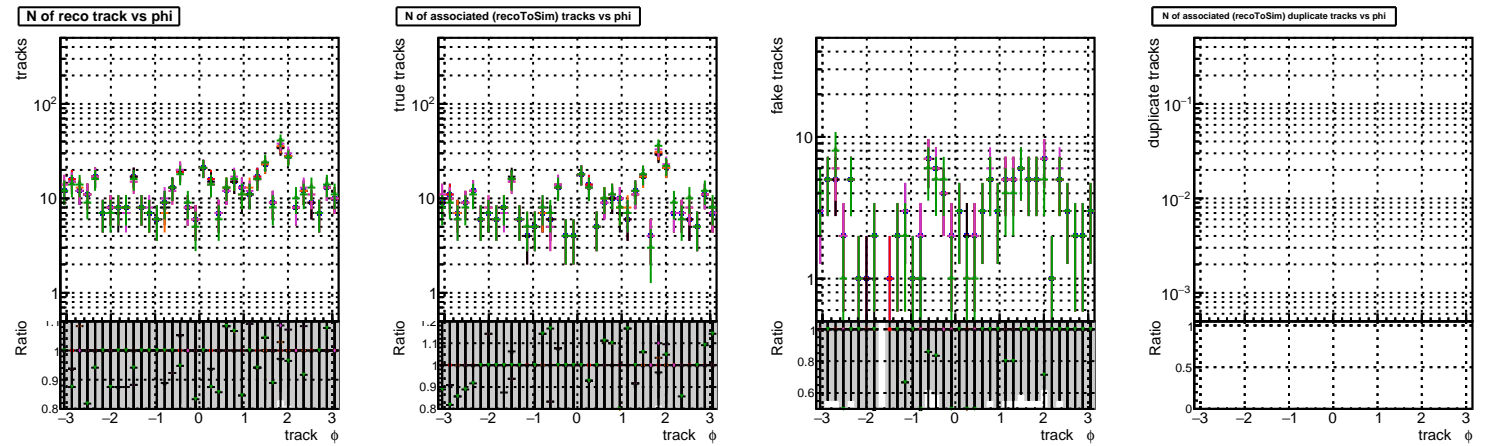 N of reco track vs phi
tracks
10²
10
1
Ratio
1.1
1
0.9
0.8
−3 −2 −1 0 1 2 3
track ϕ
N of associated (recoToSim) tracks vs phi
true tracks
10²
10
1
Ratio
1.2
1.1
1
0.9
0.8
−3 −2 −1 0 1 2 3
track ϕ
fake tracks
10
1
Ratio
1
0.8
0.6
−3 −2 −1 0 1 2 3
track ϕ
N of associated (recoToSim) duplicate tracks vs phi
duplicate tracks
10⁻¹
10⁻²
10⁻³
Ratio
1
0.5
0
−3 −2 −1 0 1 2 3
track ϕ